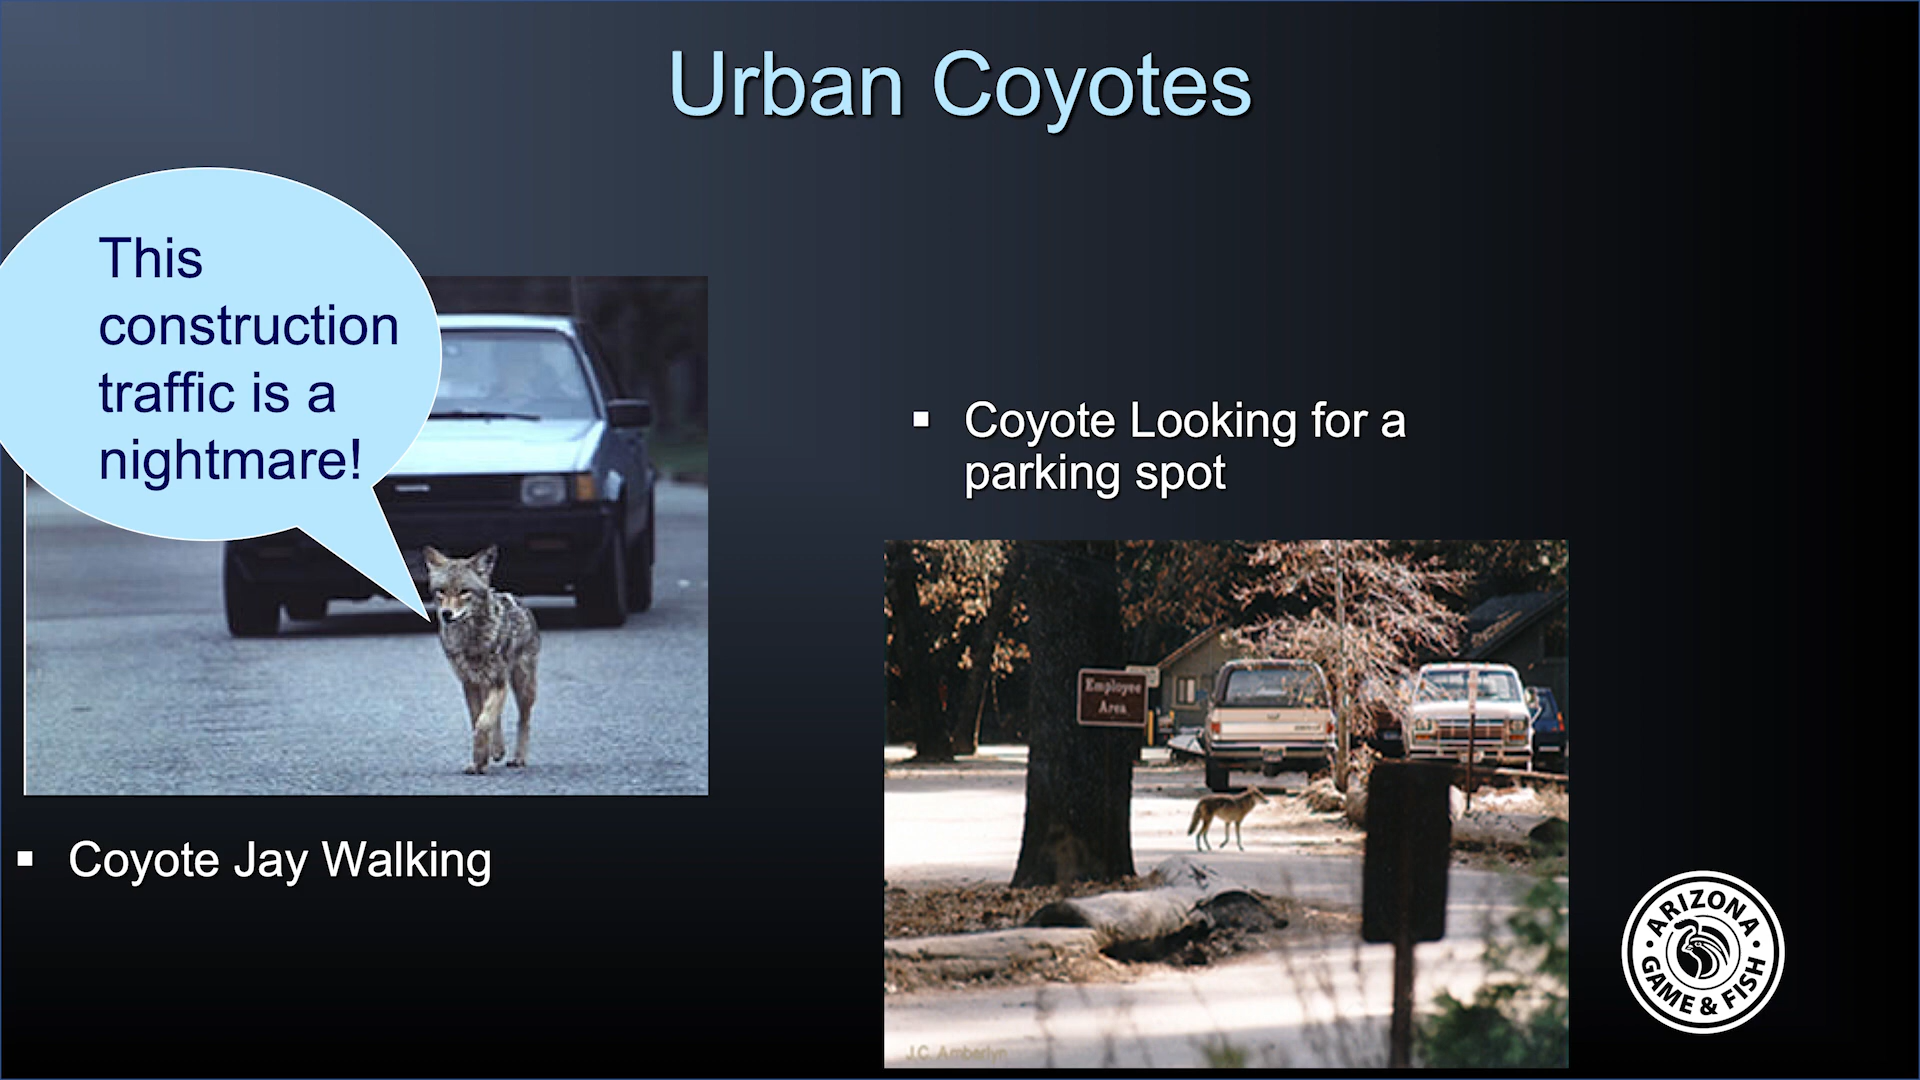 Urban Coyotes
This
construction
traffic is a
nightmare!
Coyote Jay Walking
Coyote Looking for a
parking spot
Employee
Area
J.C. Amberlyn
ARIZONA
GAME & FISH